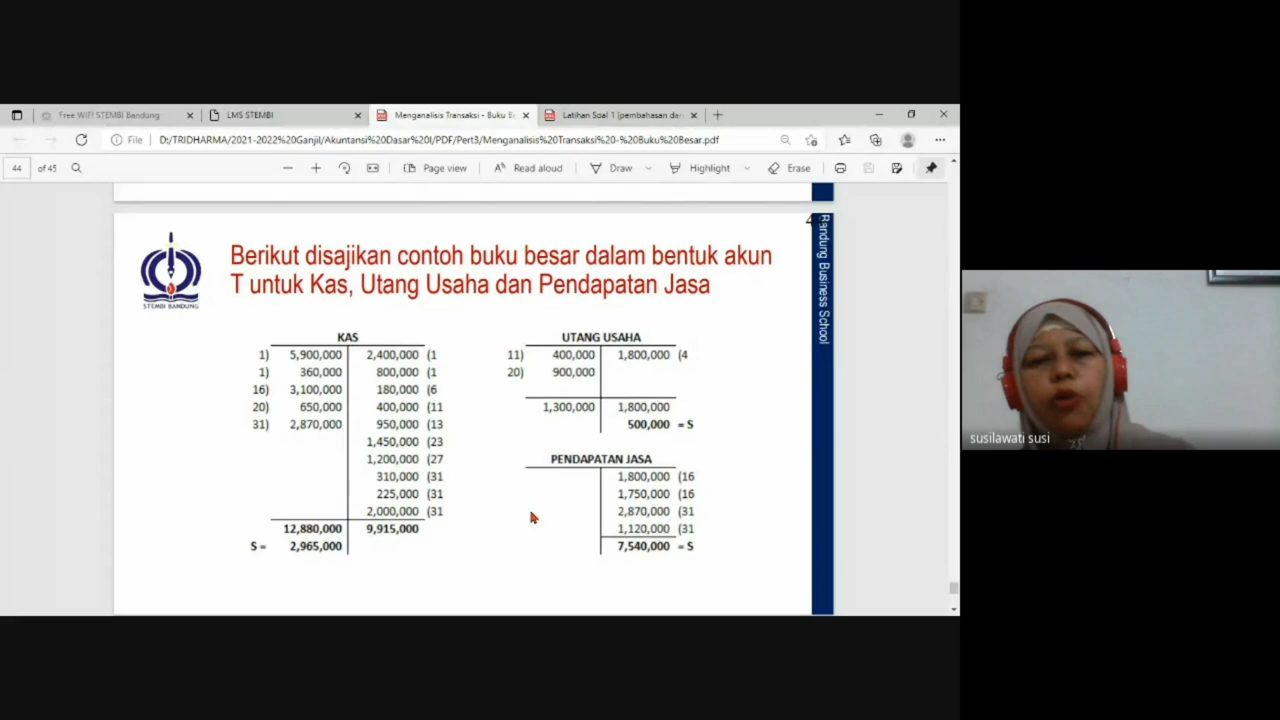 Free WIFI STEMBI Bandung
LMS STEMBI
Menganalisis Transaksi - Buku B
Latihan Soal 1 (pembahasan dar
File
D:/TRIDHARMA/2021-2022%20Ganjil/Akuntansi%20Dasar%20I/PDF/Pert3/Menganalisis%20Transaksi%20-%20Buku%20Besar.pdf
44 of 45
Page view
Read aloud
Draw
Highlight
Erase
4
Bandung Business School
STEMBI BANDUNG
Berikut disajikan contoh buku besar dalam bentuk akun
T untuk Kas, Utang Usaha dan Pendapatan Jasa
KAS
1) 5,900,000 2,400,000 (1
1) 360,000 800,000 (1
16) 3,100,000 180,000 (6
20) 650,000 400,000 (11
31) 2,870,000 950,000 (13
1,450,000 (23
1,200,000 (27
310,000 (31
225,000 (31
2,000,000 (31
12,880,000 9,915,000
S = 2,965,000
UTANG USAHA
11) 400,000 1,800,000 (4
20) 900,000
1,300,000 1,800,000
500,000 = S
PENDAPATAN JASA
1,800,000 (16
1,750,000 (16
2,870,000 (31
1,120,000 (31
7,540,000 = S
susilawati susi